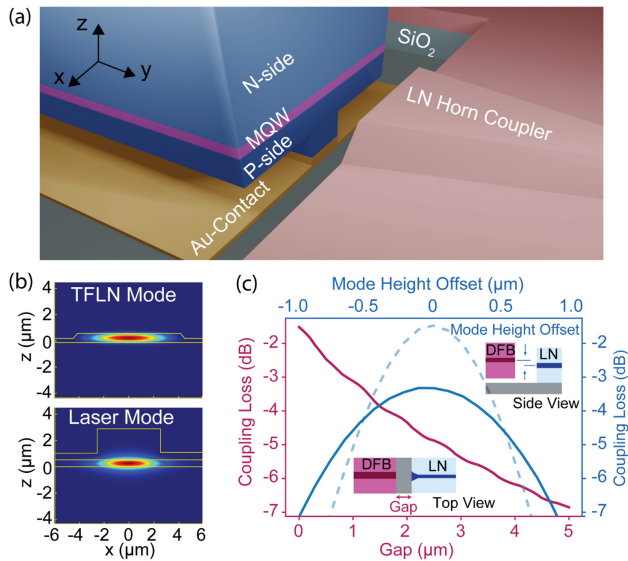 (a)
z
x
y
N-side
MQW
P-side
Au-Contact
SiO2
LN Horn Coupler
(b)
TFLN Mode
z (μm)
4
2
0
-2
-4
Laser Mode
z (μm)
4
2
0
-2
-4
-6 -4 -2 0 2 4 6
x (μm)
(c)
Mode Height Offset (μm)
-1.0 -0.5 0 0.5 1.0
Coupling Loss (dB)
-2
-3
-4
-5
-6
-7
0 1 2 3 4 5
Gap (μm)
Mode Height Offset
DFB
LN
Side View
DFB
LN
Gap
Top View
-2
-3
-4
-5
-6
-7
Coupling Loss (dB)